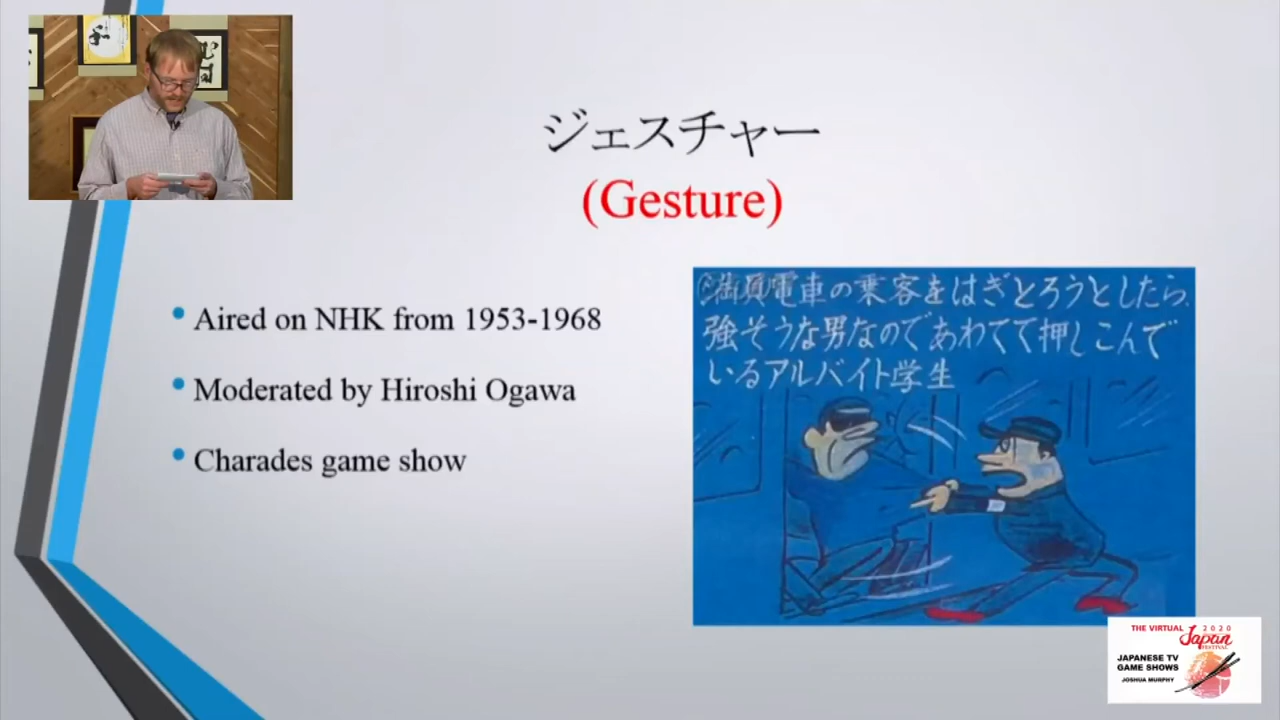 ジェスチャー
(Gesture)
• Aired on NHK from 1953-1968
• Moderated by Hiroshi Ogawa
• Charades game show
満員電車の乗客をはぎとろうとしたら、
強そうな男なのであわてて押しこんで
いるアルバイト学生
THE VIRTUAL 2020
Japan
FESTIVAL
JAPANESE TV
GAME SHOWS
JOSHUA MURPHY